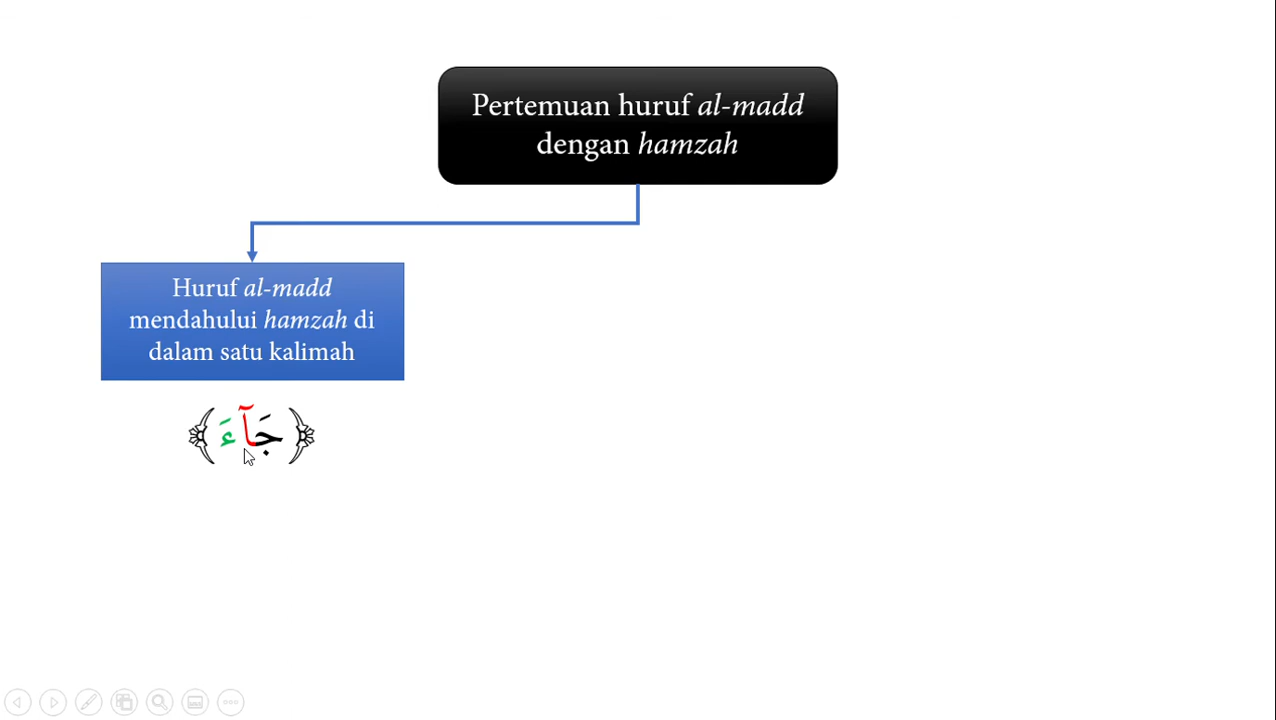 Pertemuan huruf al-madd
dengan hamzah
Huruf al-madd
mendahului hamzah di
dalam satu kalimah
﴿جَآءَ﴾